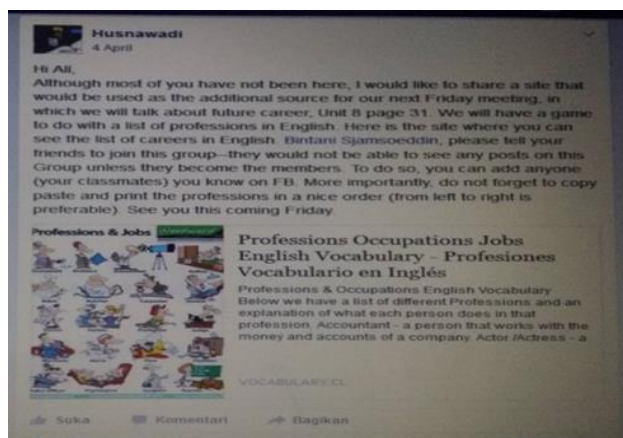 Husnawadi
4 April
Hi All,
Although most of you have not been here, I would like to share a site that
would be used as the additional source for our next Friday meeting, in
which we will talk about future career, Unit 8 page 31. We will have a game
to do with a list of professions in English. Here is the site where you can
see the list of careers in English. Bintani Sjamsoeddin, please tell your
friends to join this group--they would not be able to see any posts on this
Group unless they become the members. To do so, you can add anyone
(your classmates) you know on FB. More importantly, do not forget to copy
paste and print the professions in a nice order (from left to right is
preferable). See you this coming Friday
Professions & Jobs
Professions Occupations Jobs
English Vocabulary - Profesiones
Vocabulario en Inglés
Professions & Occupations English Vocabulary
Below we have a list of different Professions and an
explanation of what each person does in that
profession. Accountant - a person that works with the
money and accounts of a company. Actor /Actress - a
VOCABULARY.CL
Suka Komentari Bagikan